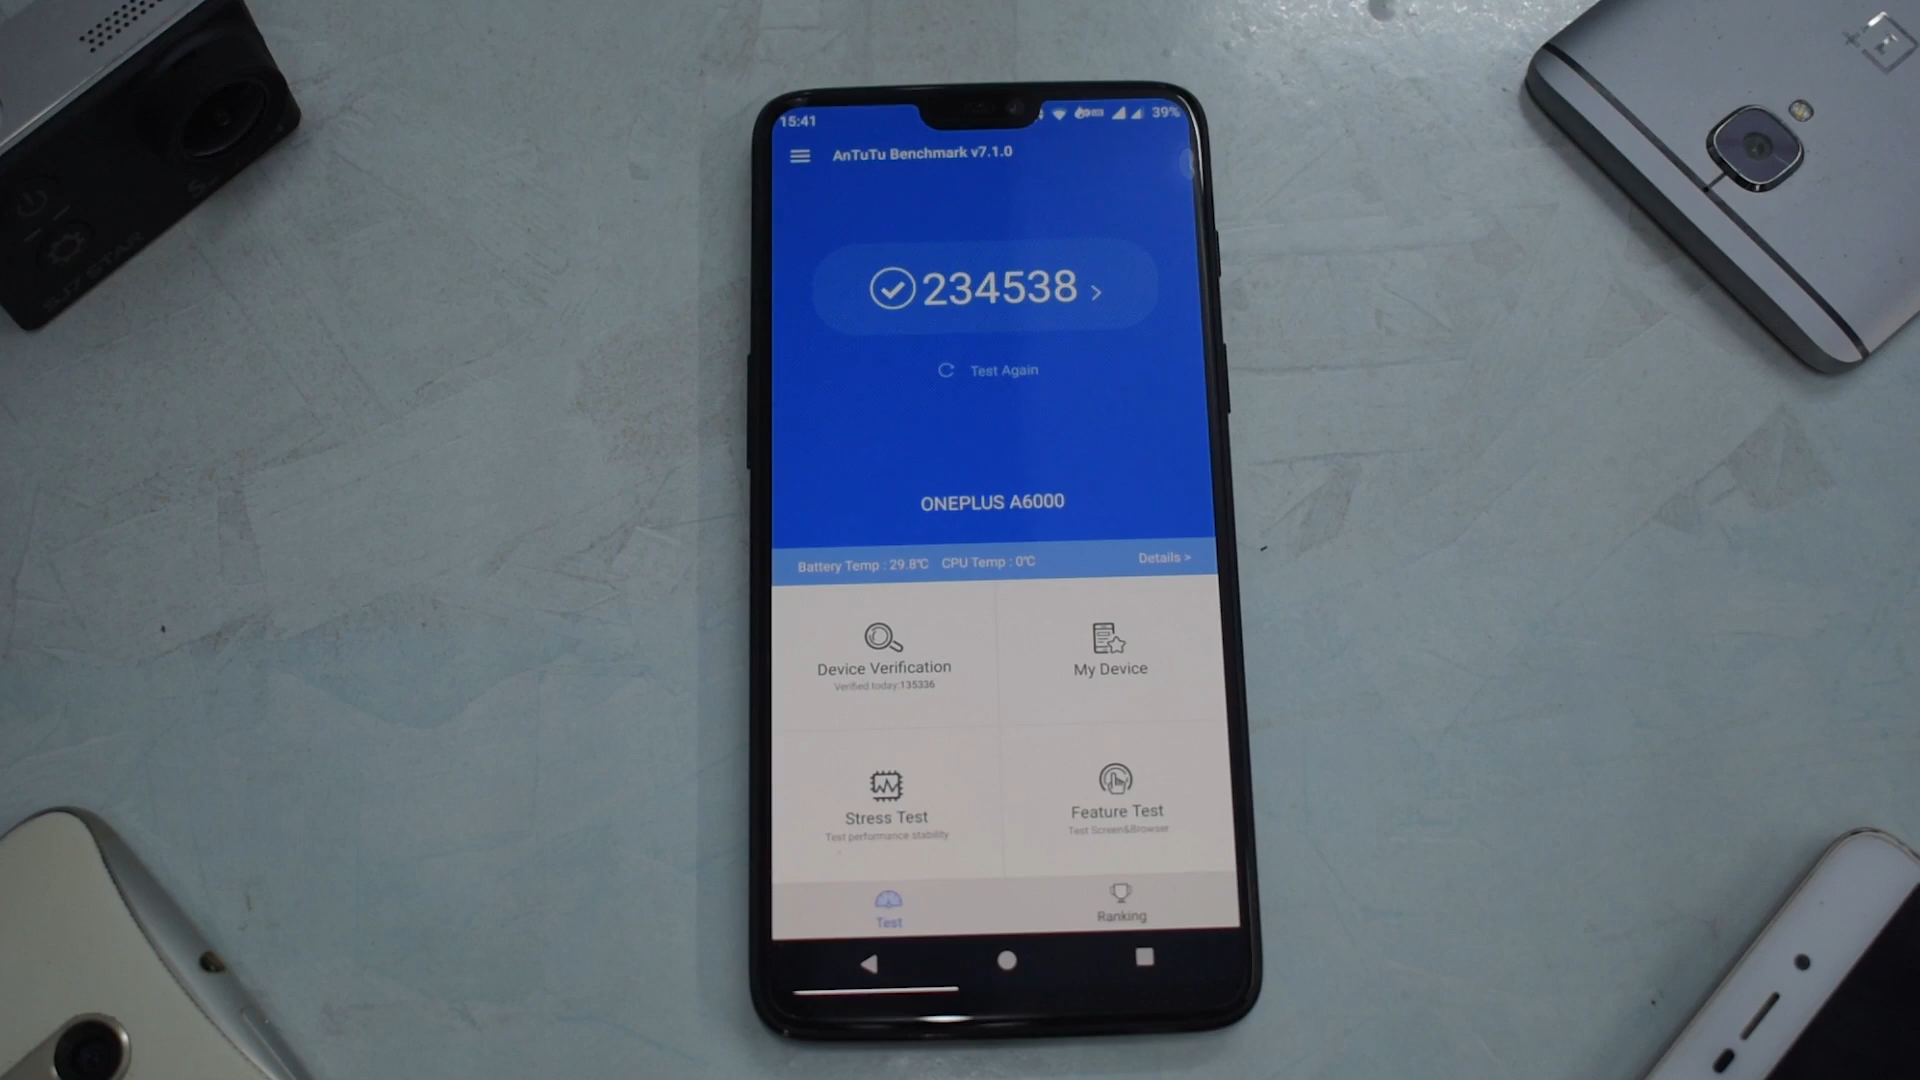 15:41
39%
AnTuTu Benchmark v7.1.0
234538 >
Test Again
ONEPLUS A6000
Battery Temp : 29.8℃ CPU Temp : 0℃ Details >
Device Verification
Verified today:135336
My Device
Stress Test
Test performance stability
Feature Test
Test Screen&Browser
Test
Ranking
SJ7 STAR